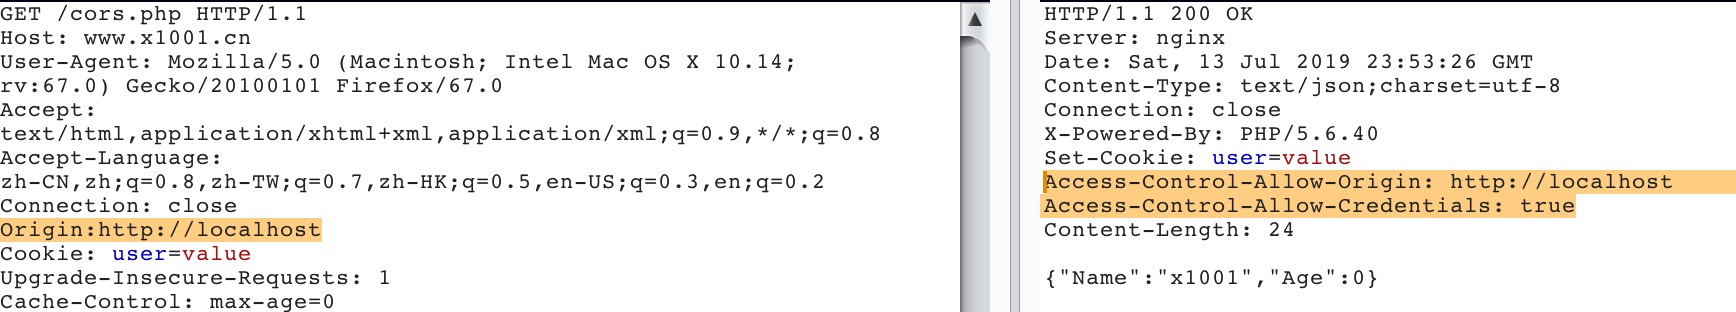 GET /cors.php HTTP/1.1
Host: www.x1001.cn
User-Agent: Mozilla/5.0 (Macintosh; Intel Mac OS X 10.14;
rv:67.0) Gecko/20100101 Firefox/67.0
Accept:
text/html,application/xhtml+xml,application/xml;q=0.9,*/*;q=0.8
Accept-Language:
zh-CN,zh;q=0.8,zh-TW;q=0.7,zh-HK;q=0.5,en-US;q=0.3,en;q=0.2
Connection: close
Origin:http://localhost
Cookie: user=value
Upgrade-Insecure-Requests: 1
Cache-Control: max-age=0
HTTP/1.1 200 OK
Server: nginx
Date: Sat, 13 Jul 2019 23:53:26 GMT
Content-Type: text/json;charset=utf-8
Connection: close
X-Powered-By: PHP/5.6.40
Set-Cookie: user=value
Access-Control-Allow-Origin: http://localhost
Access-Control-Allow-Credentials: true
Content-Length: 24
{"Name":"x1001","Age":0}